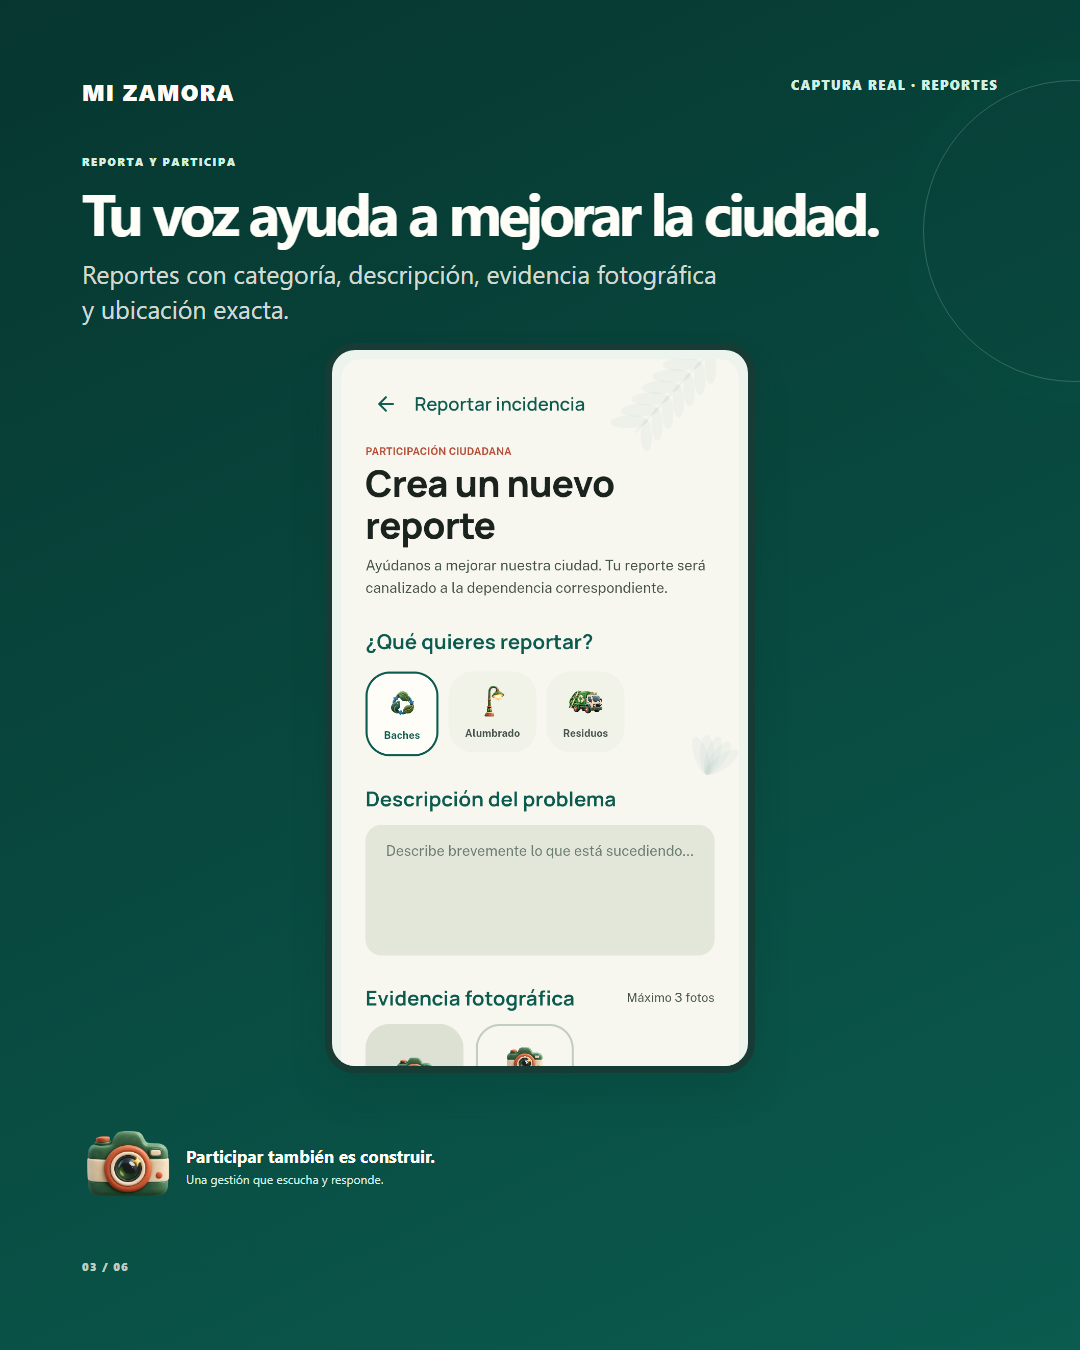 MI ZAMORA
CAPTURA REAL · REPORTES
REPORTA Y PARTICIPA
Tu voz ayuda a mejorar la ciudad.
Reportes con categoría, descripción, evidencia fotográfica
y ubicación exacta.
Reportar incidencia
PARTICIPACIÓN CIUDADANA
Crea un nuevo
reporte
Ayúdanos a mejorar nuestra ciudad. Tu reporte será
canalizado a la dependencia correspondiente.
¿Qué quieres reportar?
Baches
Alumbrado
Residuos
Descripción del problema
Describe brevemente lo que está sucediendo...
Evidencia fotográfica
Máximo 3 fotos
Participar también es construir.
Una gestión que escucha y responde.
03 / 06